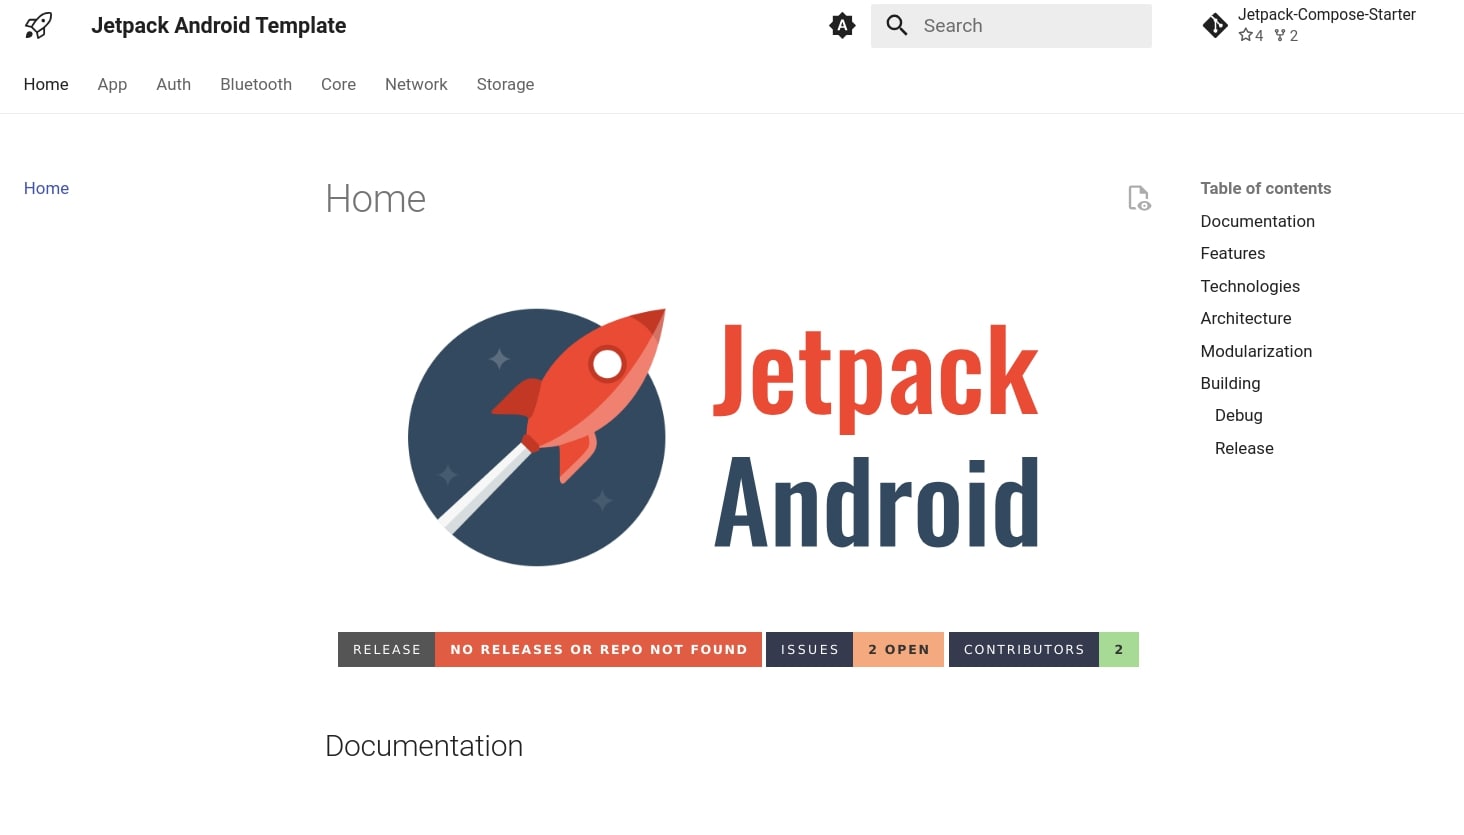 Jetpack Android Template
Search
Jetpack-Compose-Starter
4 2
Home App Auth Bluetooth Core Network Storage
Home
Home
Jetpack
Android
RELEASE NO RELEASES OR REPO NOT FOUND ISSUES 2 OPEN CONTRIBUTORS 2
Documentation
Table of contents
Documentation
Features
Technologies
Architecture
Modularization
Building
Debug
Release